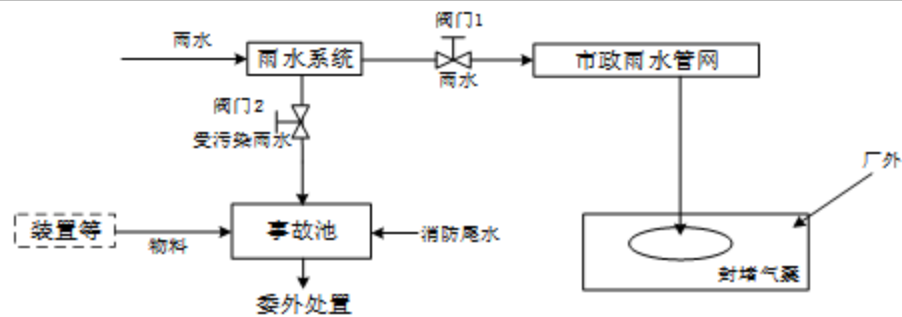 阀门1
雨水
雨水系统
雨水
市政雨水管网
阀门2
受污染雨水
厂外
装置等
物料
事故池
消防尾水
封堵气囊
委外处置